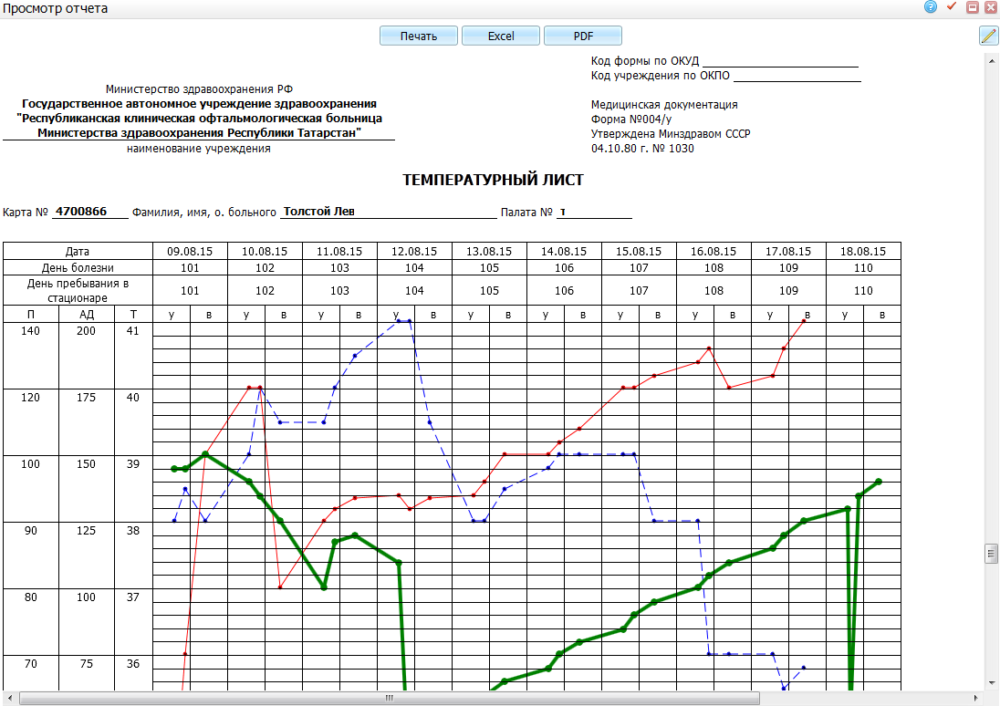 Просмотр отчета
Печать Excel PDF
Код формы по ОКУД
Код учреждения по ОКПО
Министерство здравоохранения РФ
Государственное автономное учреждение здравоохранения
"Республиканская клиническая офтальмологическая больница
Министерства здравоохранения Республики Татарстан"
наименование учреждения
Медицинская документация
Форма №004/у
Утверждена Минздравом СССР
04.10.80 г. № 1030
ТЕМПЕРАТУРНЫЙ ЛИСТ
Карта № 4700866 Фамилия, имя, о. больного Толстой Лев Палата № т
Дата 09.08.15 10.08.15 11.08.15 12.08.15 13.08.15 14.08.15 15.08.15 16.08.15 17.08.15 18.08.15
День болезни 101 102 103 104 105 106 107 108 109 110
День пребывания в
стационаре 101 102 103 104 105 106 107 108 109 110
П АД Т у в у в у в у в у в у в у в у в у в у в
140 200 41
120 175 40
100 150 39
90 125 38
80 100 37
70 75 36